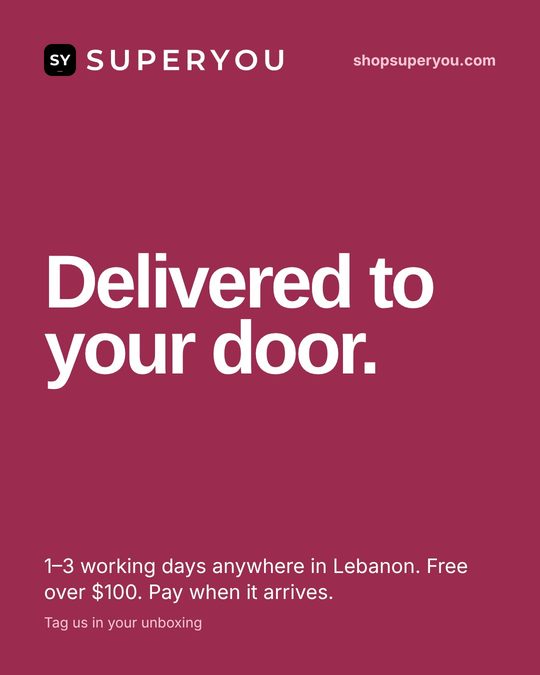 SY SUPERYOU
shopsuperyou.com
Delivered to
your door.
1–3 working days anywhere in Lebanon. Free
over $100. Pay when it arrives.
Tag us in your unboxing